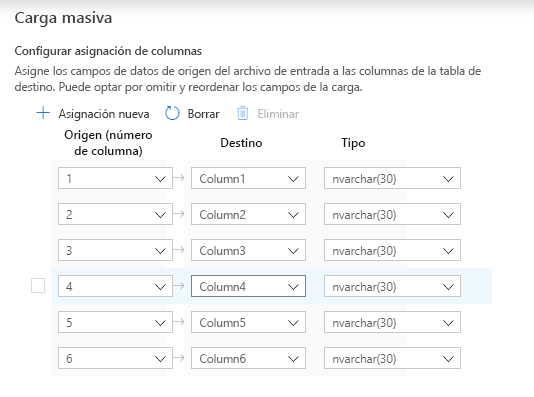 Carga masiva
Configurar asignación de columnas
Asigne los campos de datos de origen del archivo de entrada a las columnas de la tabla de
destino. Puede optar por omitir y reordenar los campos de la carga.
Asignación nueva Borrar Eliminar
Origen (número
de columna) Destino Tipo
1 Column1 nvarchar(30)
2 Column2 nvarchar(30)
3 Column3 nvarchar(30)
4 Column4 nvarchar(30)
5 Column5 nvarchar(30)
6 Column6 nvarchar(30)